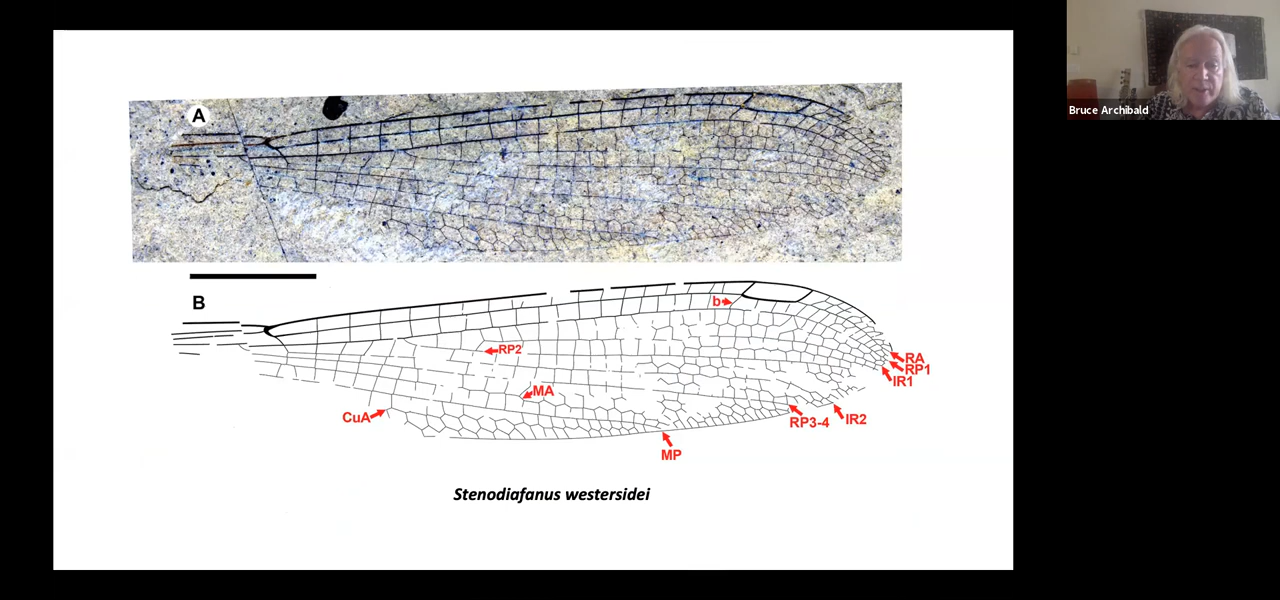 Bruce Archibald
A
B
b
RP2
RA
RP1
IR1
MA
CuA
RP3-4
IR2
MP
Stenodiafanus westersidei